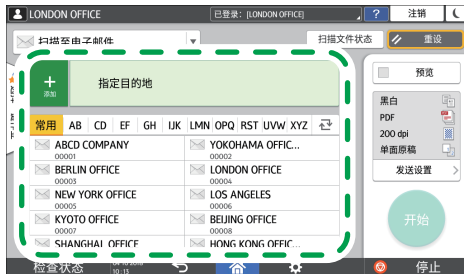 LONDON OFFICE
已登录：[LONDON OFFICE]
?
注销
扫描至电子邮件
扫描文件状态
重设
添加
指定目的地
预览
常用 AB CD EF GH IJK LMN OPQ RST UVW XYZ
ABCD COMPANY
00001
YOKOHAMA OFFIC...
00002
BERLIN OFFICE
00003
LONDON OFFICE
00004
NEW YORK OFFICE
00005
LOS ANGELES
00006
KYOTO OFFICE
00007
BEIJING OFFICE
00008
SHANGHAI OFFICE
HONG KONG OFFIC...
黑白
PDF
200 dpi
单面原稿
发送设置
开始
检查状态
10:13
停止